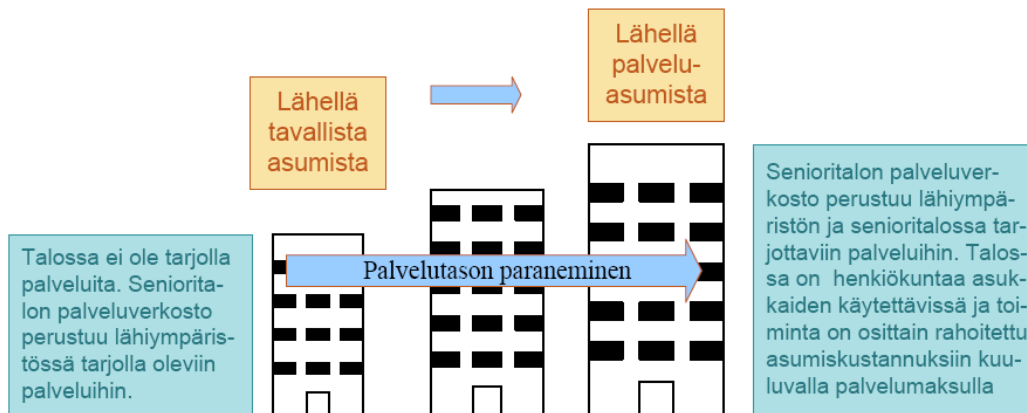 Lähellä
tavallista
asumista
Lähellä
palvelu-
asumista
Talossa ei ole tarjolla
palveluita. Seniorita-
lon palveluverkosto
perustuu lähiympäris-
tössä tarjolla oleviin
palveluihin.
Palvelutason paraneminen
Senioritalon palveluver-
kosto perustuu lähiympä-
ristön ja senioritalossa tar-
jottaviin palveluihin. Talos-
sa on henkiökuntaa asuk-
kaiden käytettävissä ja toi-
minta on osittain rahoitettu
asumiskustannuksiin kuu-
luvalla palvelumaksulla